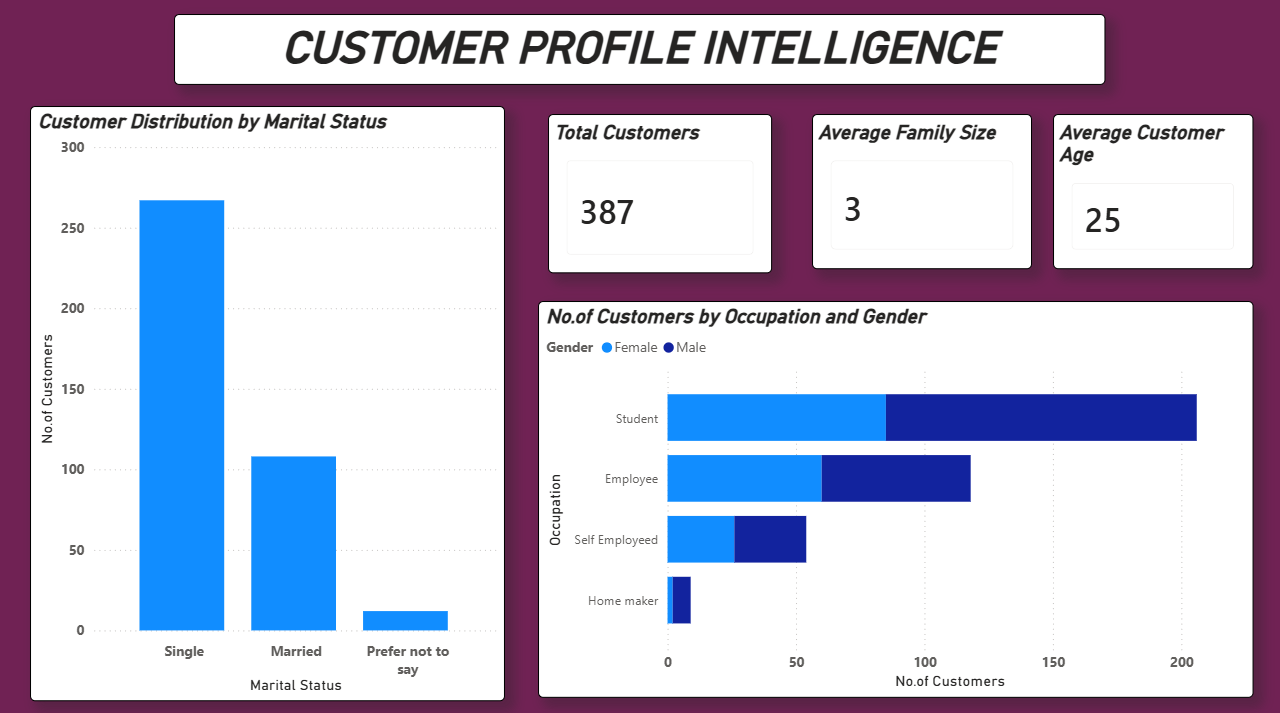 CUSTOMER PROFILE INTELLIGENCE
Customer Distribution by Marital Status
300
250
200
150
100
50
0
No.of Customers
Single
Married
Prefer not to
say
Marital Status
Total Customers
387
Average Family Size
3
Average Customer
Age
25
No.of Customers by Occupation and Gender
Gender Female Male
Occupation
Student
Employee
Self Employeed
Home maker
0 50 100 150 200
No.of Customers